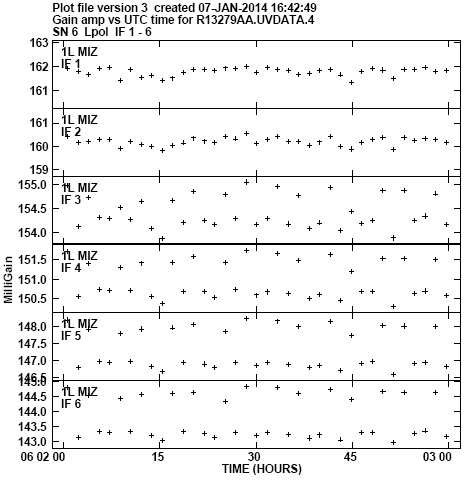 Plot file version 3 created 07-JAN-2014 16:42:49
Gain amp vs UTC time for R13279AA.UVDATA.4
SN 6 Lpol IF 1 - 6
163
162
161
1L MIZ
IF 1
161
160
159
1L MIZ
IF 2
155.0
154.5
154.0
1L MIZ
IF 3
151.5
151.0
150.5
1L MIZ
IF 4
148.0
147.5
147.0
146.5
1L MIZ
IF 5
145.0
144.5
144.0
143.5
143.0
1L MIZ
IF 6
MilliGain
06 02 00 15 30 45 03 00
TIME (HOURS)